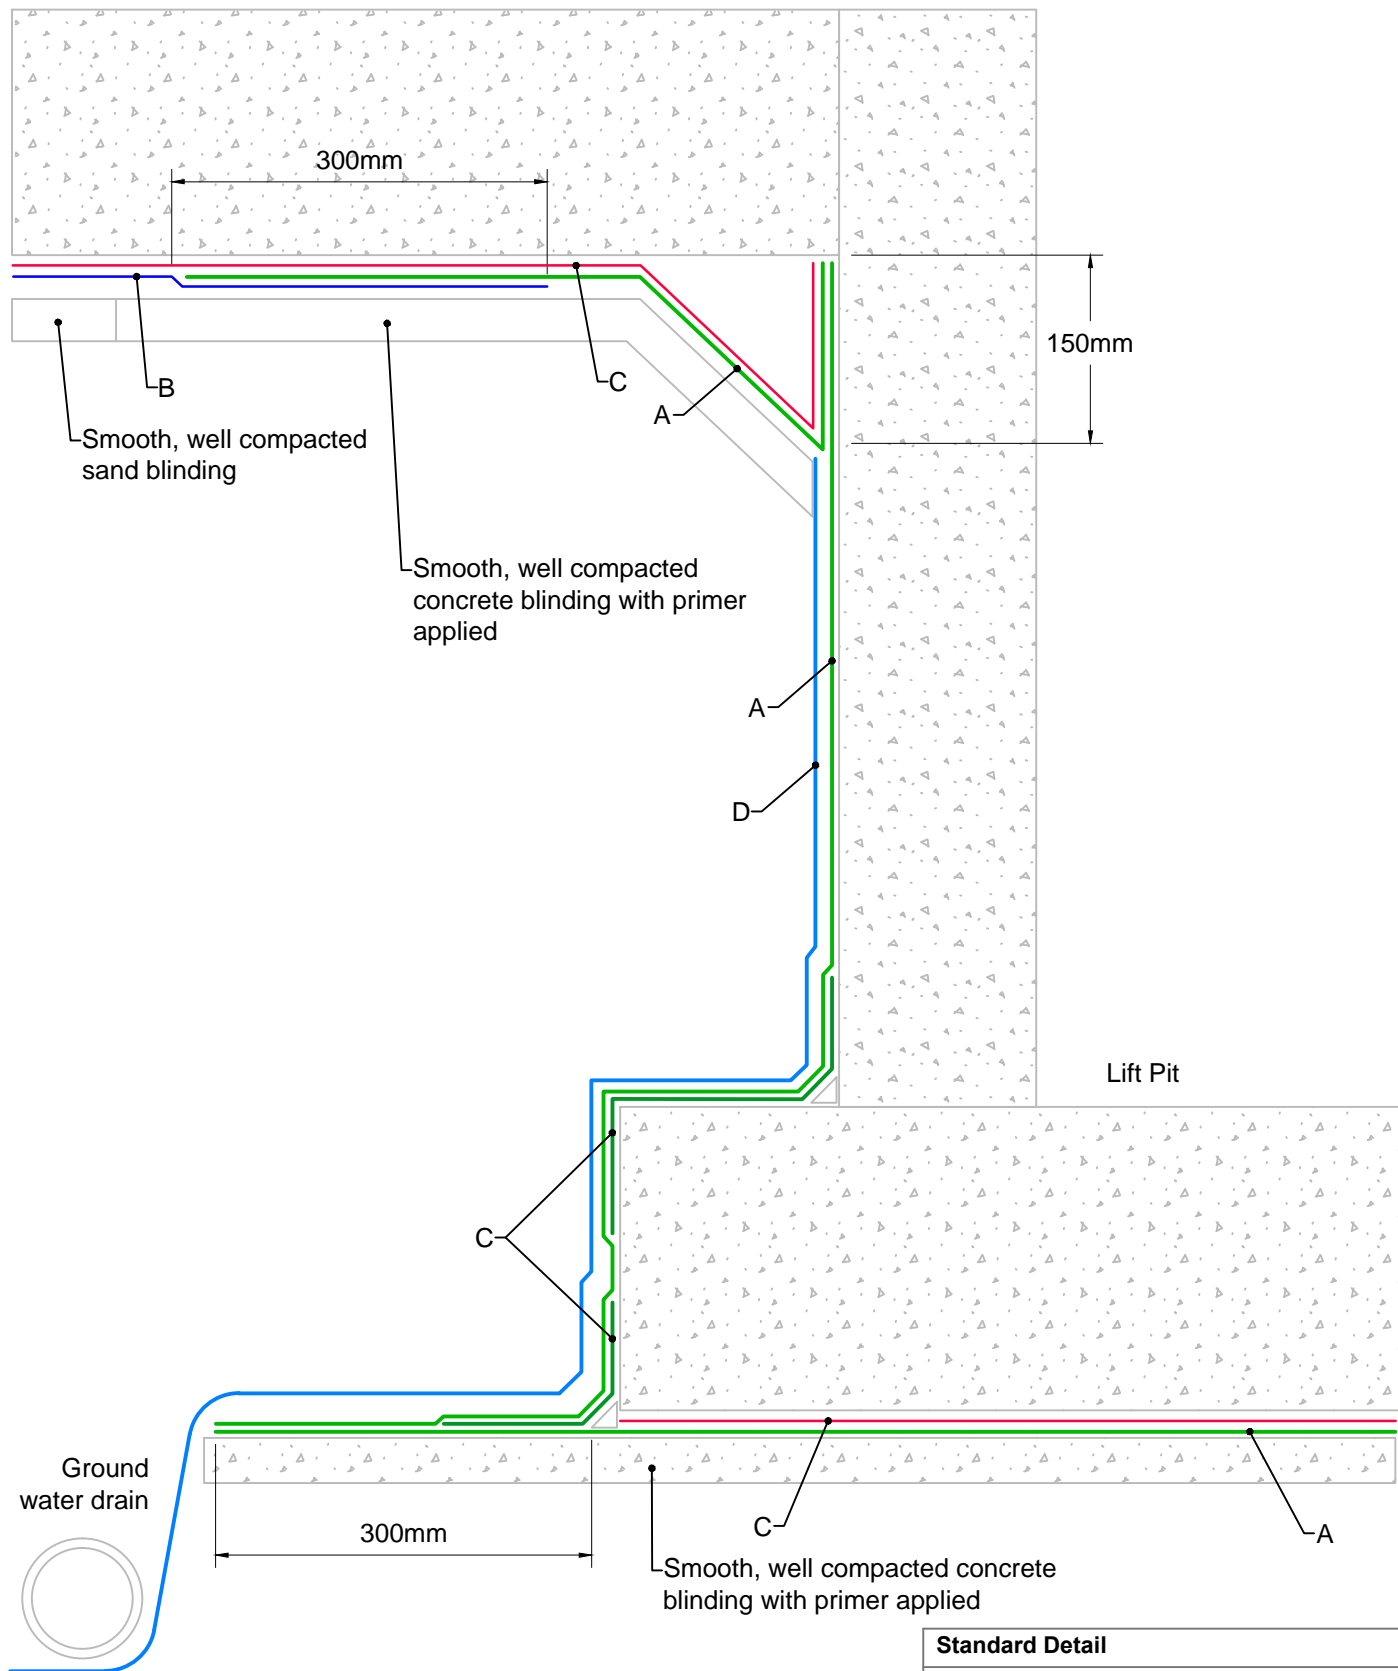 300mm
150mm
B
C
A
Smooth, well compacted
sand blinding
Smooth, well compacted
concrete blinding with primer
applied
A
D
Lift Pit
C
Ground
water drain
300mm
C
A
Smooth, well compacted concrete
blinding with primer applied
Standard Detail